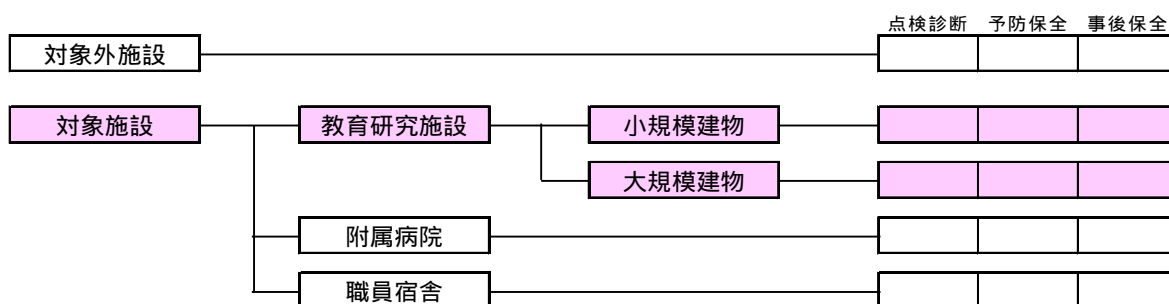 点検診断 予防保全 事後保全
対象外施設
対象施設 教育研究施設 小規模建物
大規模建物
附属病院
職員宿舎